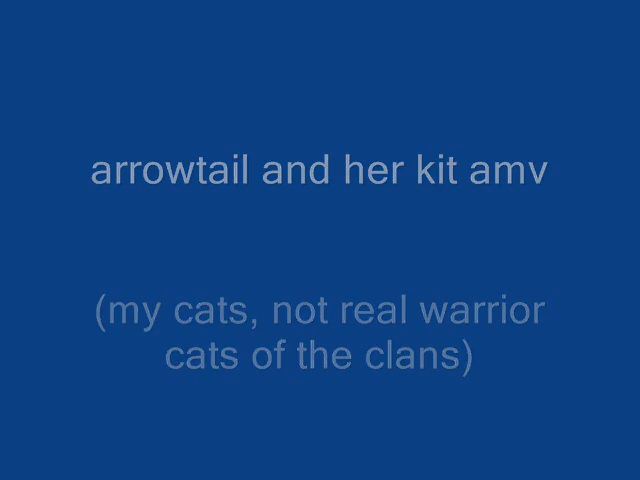 arrowtail and her kit amv
(my cats, not real warrior
cats of the clans)